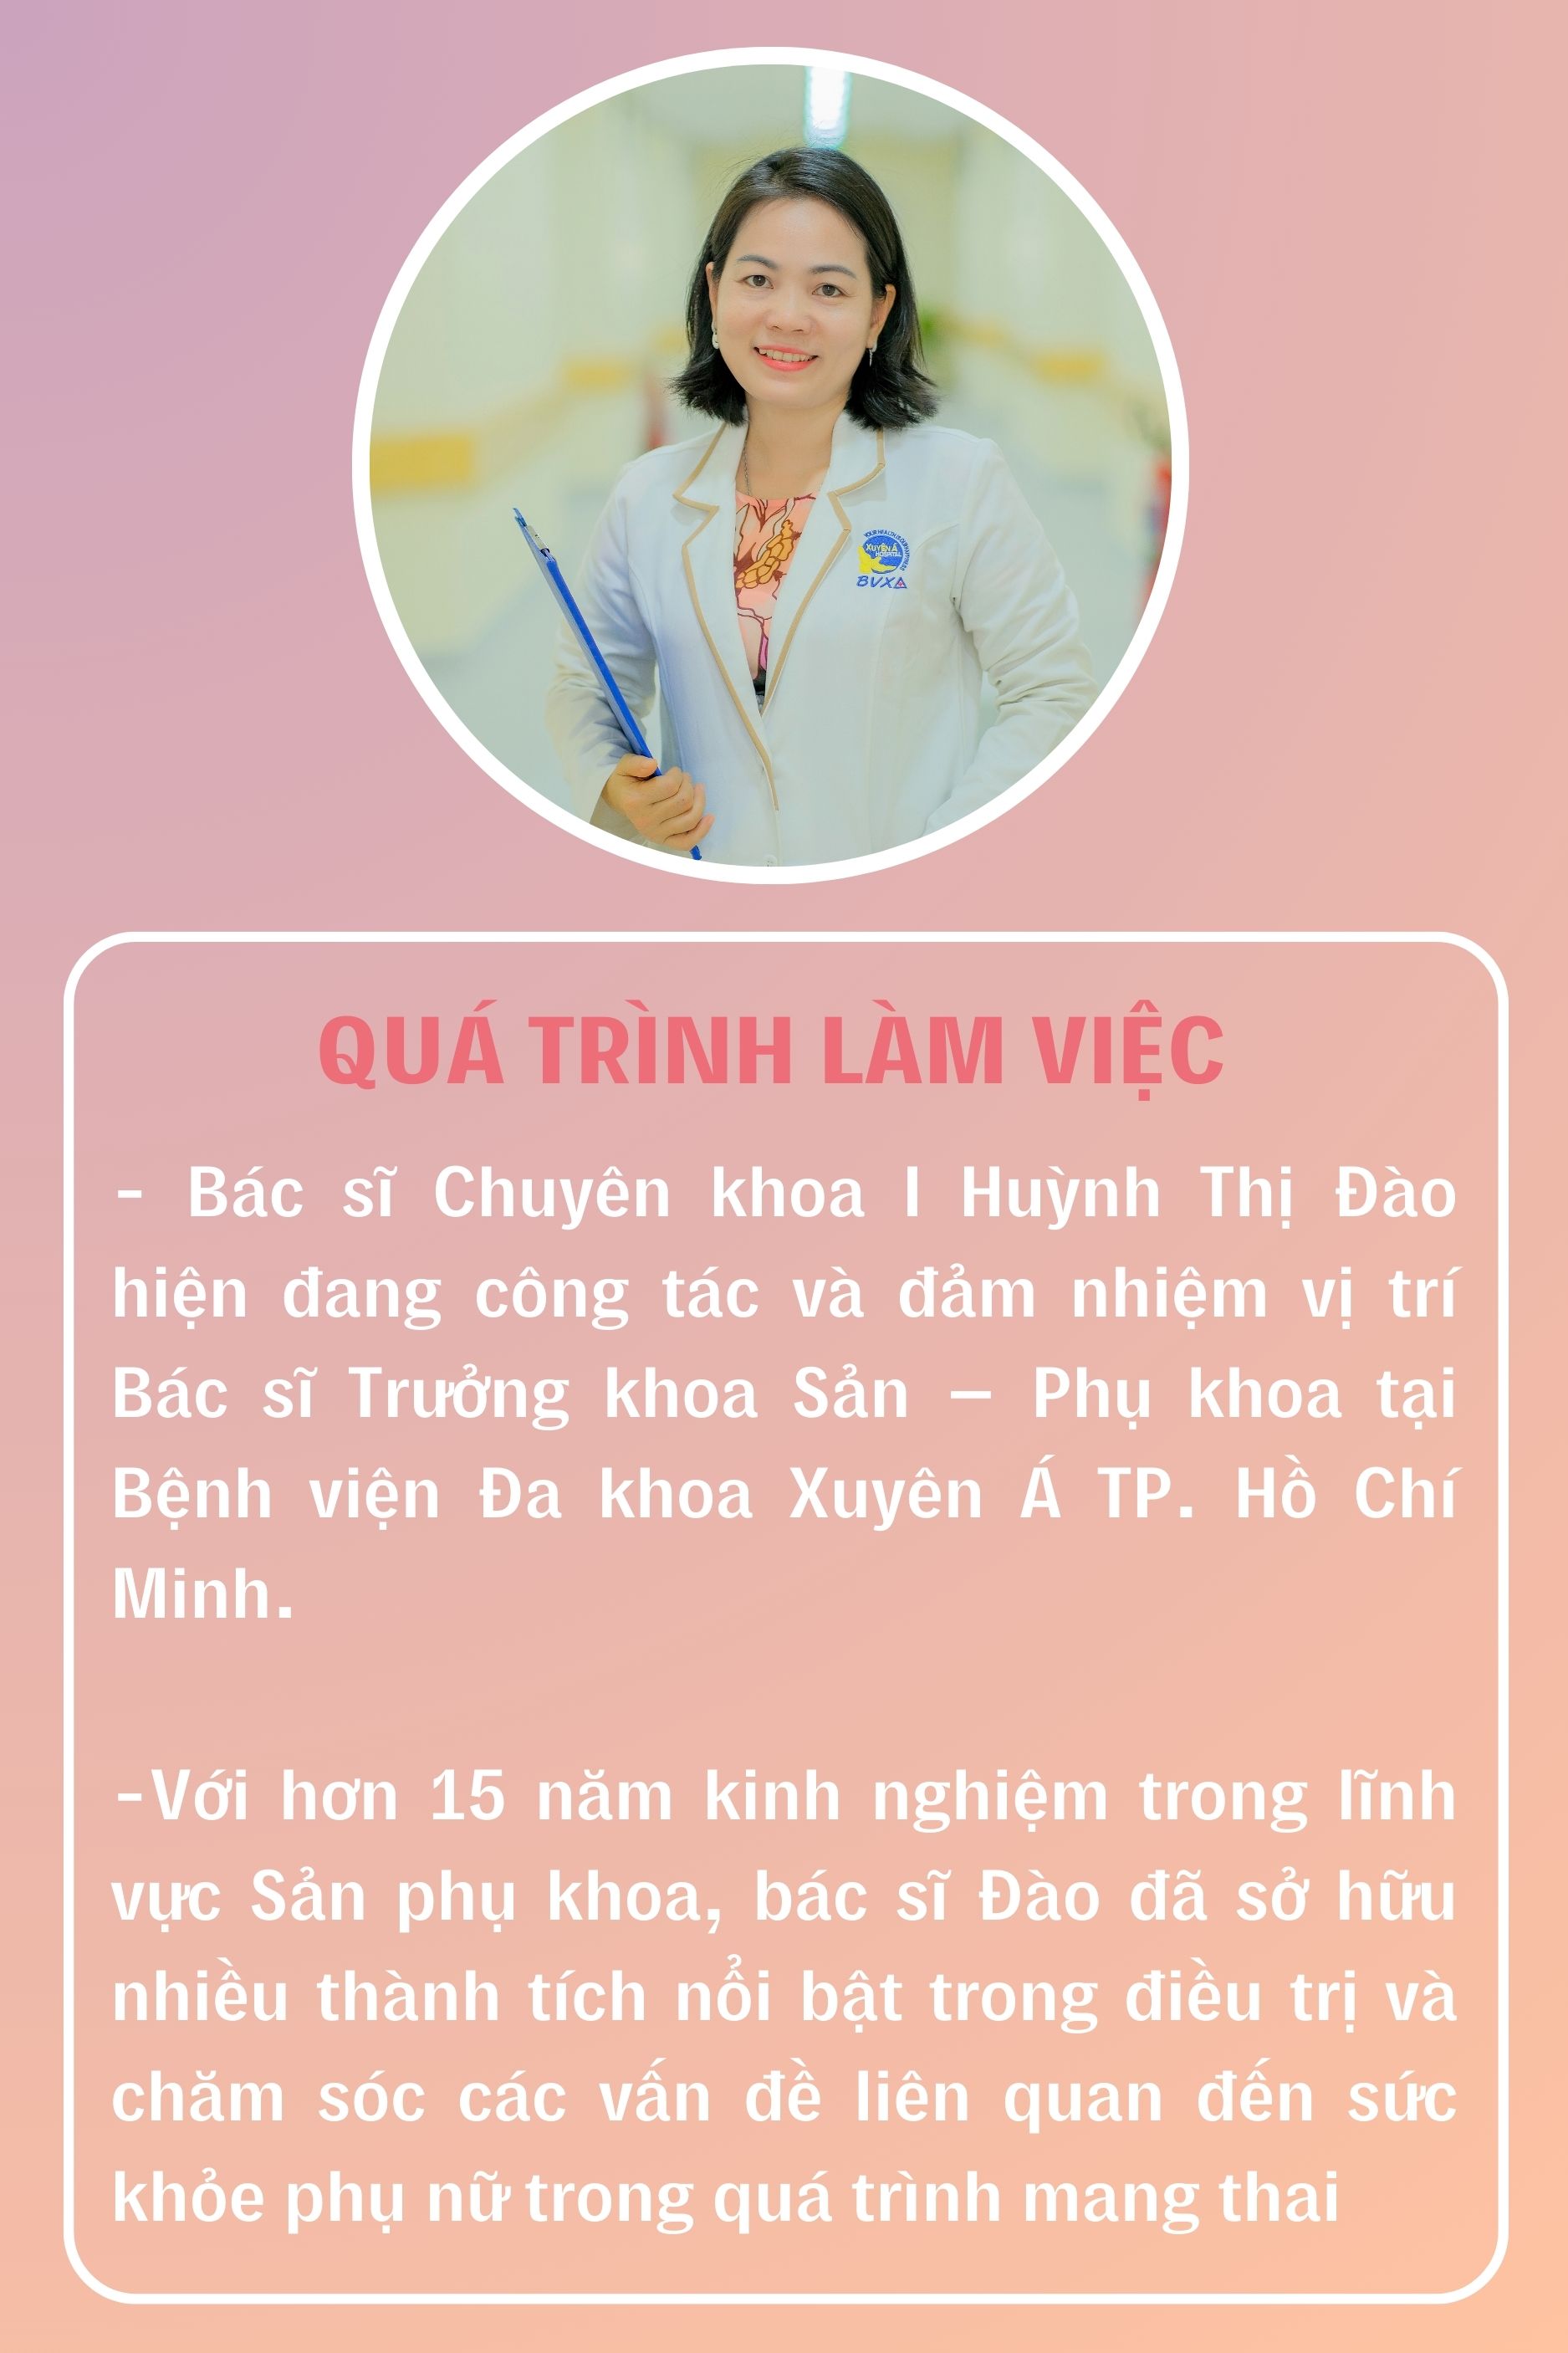 XUYÊN Á
HOSPITAL
BVXA
QUÁ TRÌNH LÀM VIỆC
- Bác sĩ Chuyên khoa I Huỳnh Thị Đào
hiện đang công tác và đảm nhiệm vị trí
Bác sĩ Trưởng khoa Sản – Phụ khoa tại
Bệnh viện Đa khoa Xuyên Á TP. Hồ Chí
Minh.
-Với hơn 15 năm kinh nghiệm trong lĩnh
vực Sản phụ khoa, bác sĩ Đào đã sở hữu
nhiều thành tích nổi bật trong điều trị và
chăm sóc các vấn đề liên quan đến sức
khỏe phụ nữ trong quá trình mang thai